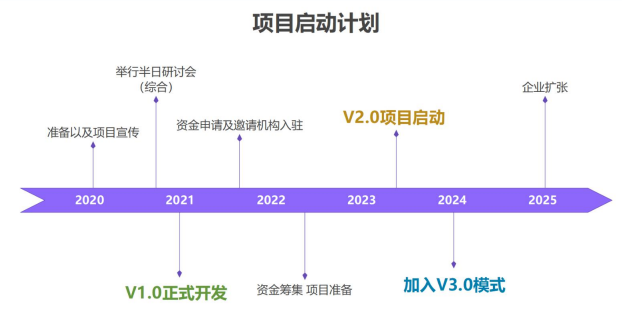 项目启动计划
举行半日研讨会
（综合）
企业扩张
准备以及项目宣传
资金申请及邀请机构入驻
V2.0项目启动
2020
2021
2022
2023
2024
2025
V1.0正式开发
资金筹集 项目准备
加入V3.0模式